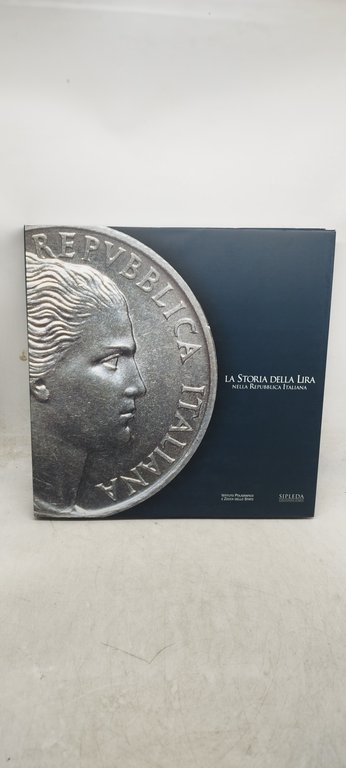 REPVBBLICA ITALIANA
LA STORIA DELLA LIRA
NELLA REPUBBLICA ITALIANA
ISTITUTO POLIGRAFICO
E ZECCA DELLO STATO
SIPLEDA